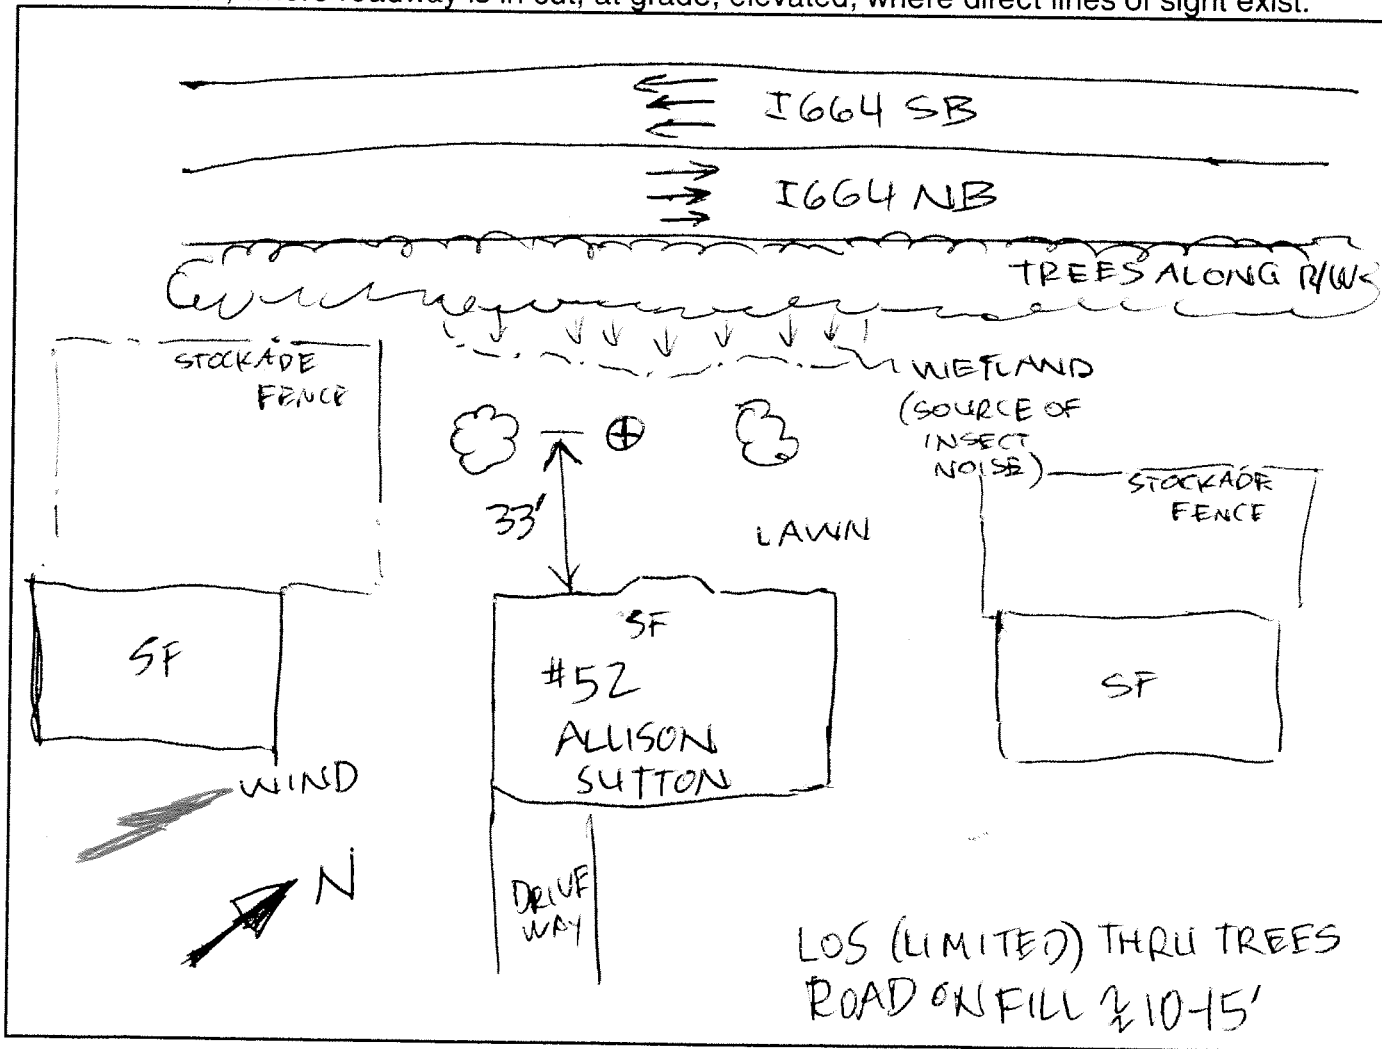 where roadway is in cut, at grade, elevated, where direct lines of sight exist.
I664 SB
I664 NB
TREES ALONG R/W
STOCKADE
FENCE
WETLAND
(SOURCE OF
INSECT
NOISE)
STOCKADE
FENCE
33'
LAWN
SF
SF
#52
ALLISON
SUTTON
SF
WIND
N
DRIVE
WAY
LOS (LIMITED) THRU TREES
ROAD ON FILL ≈ 10-15'